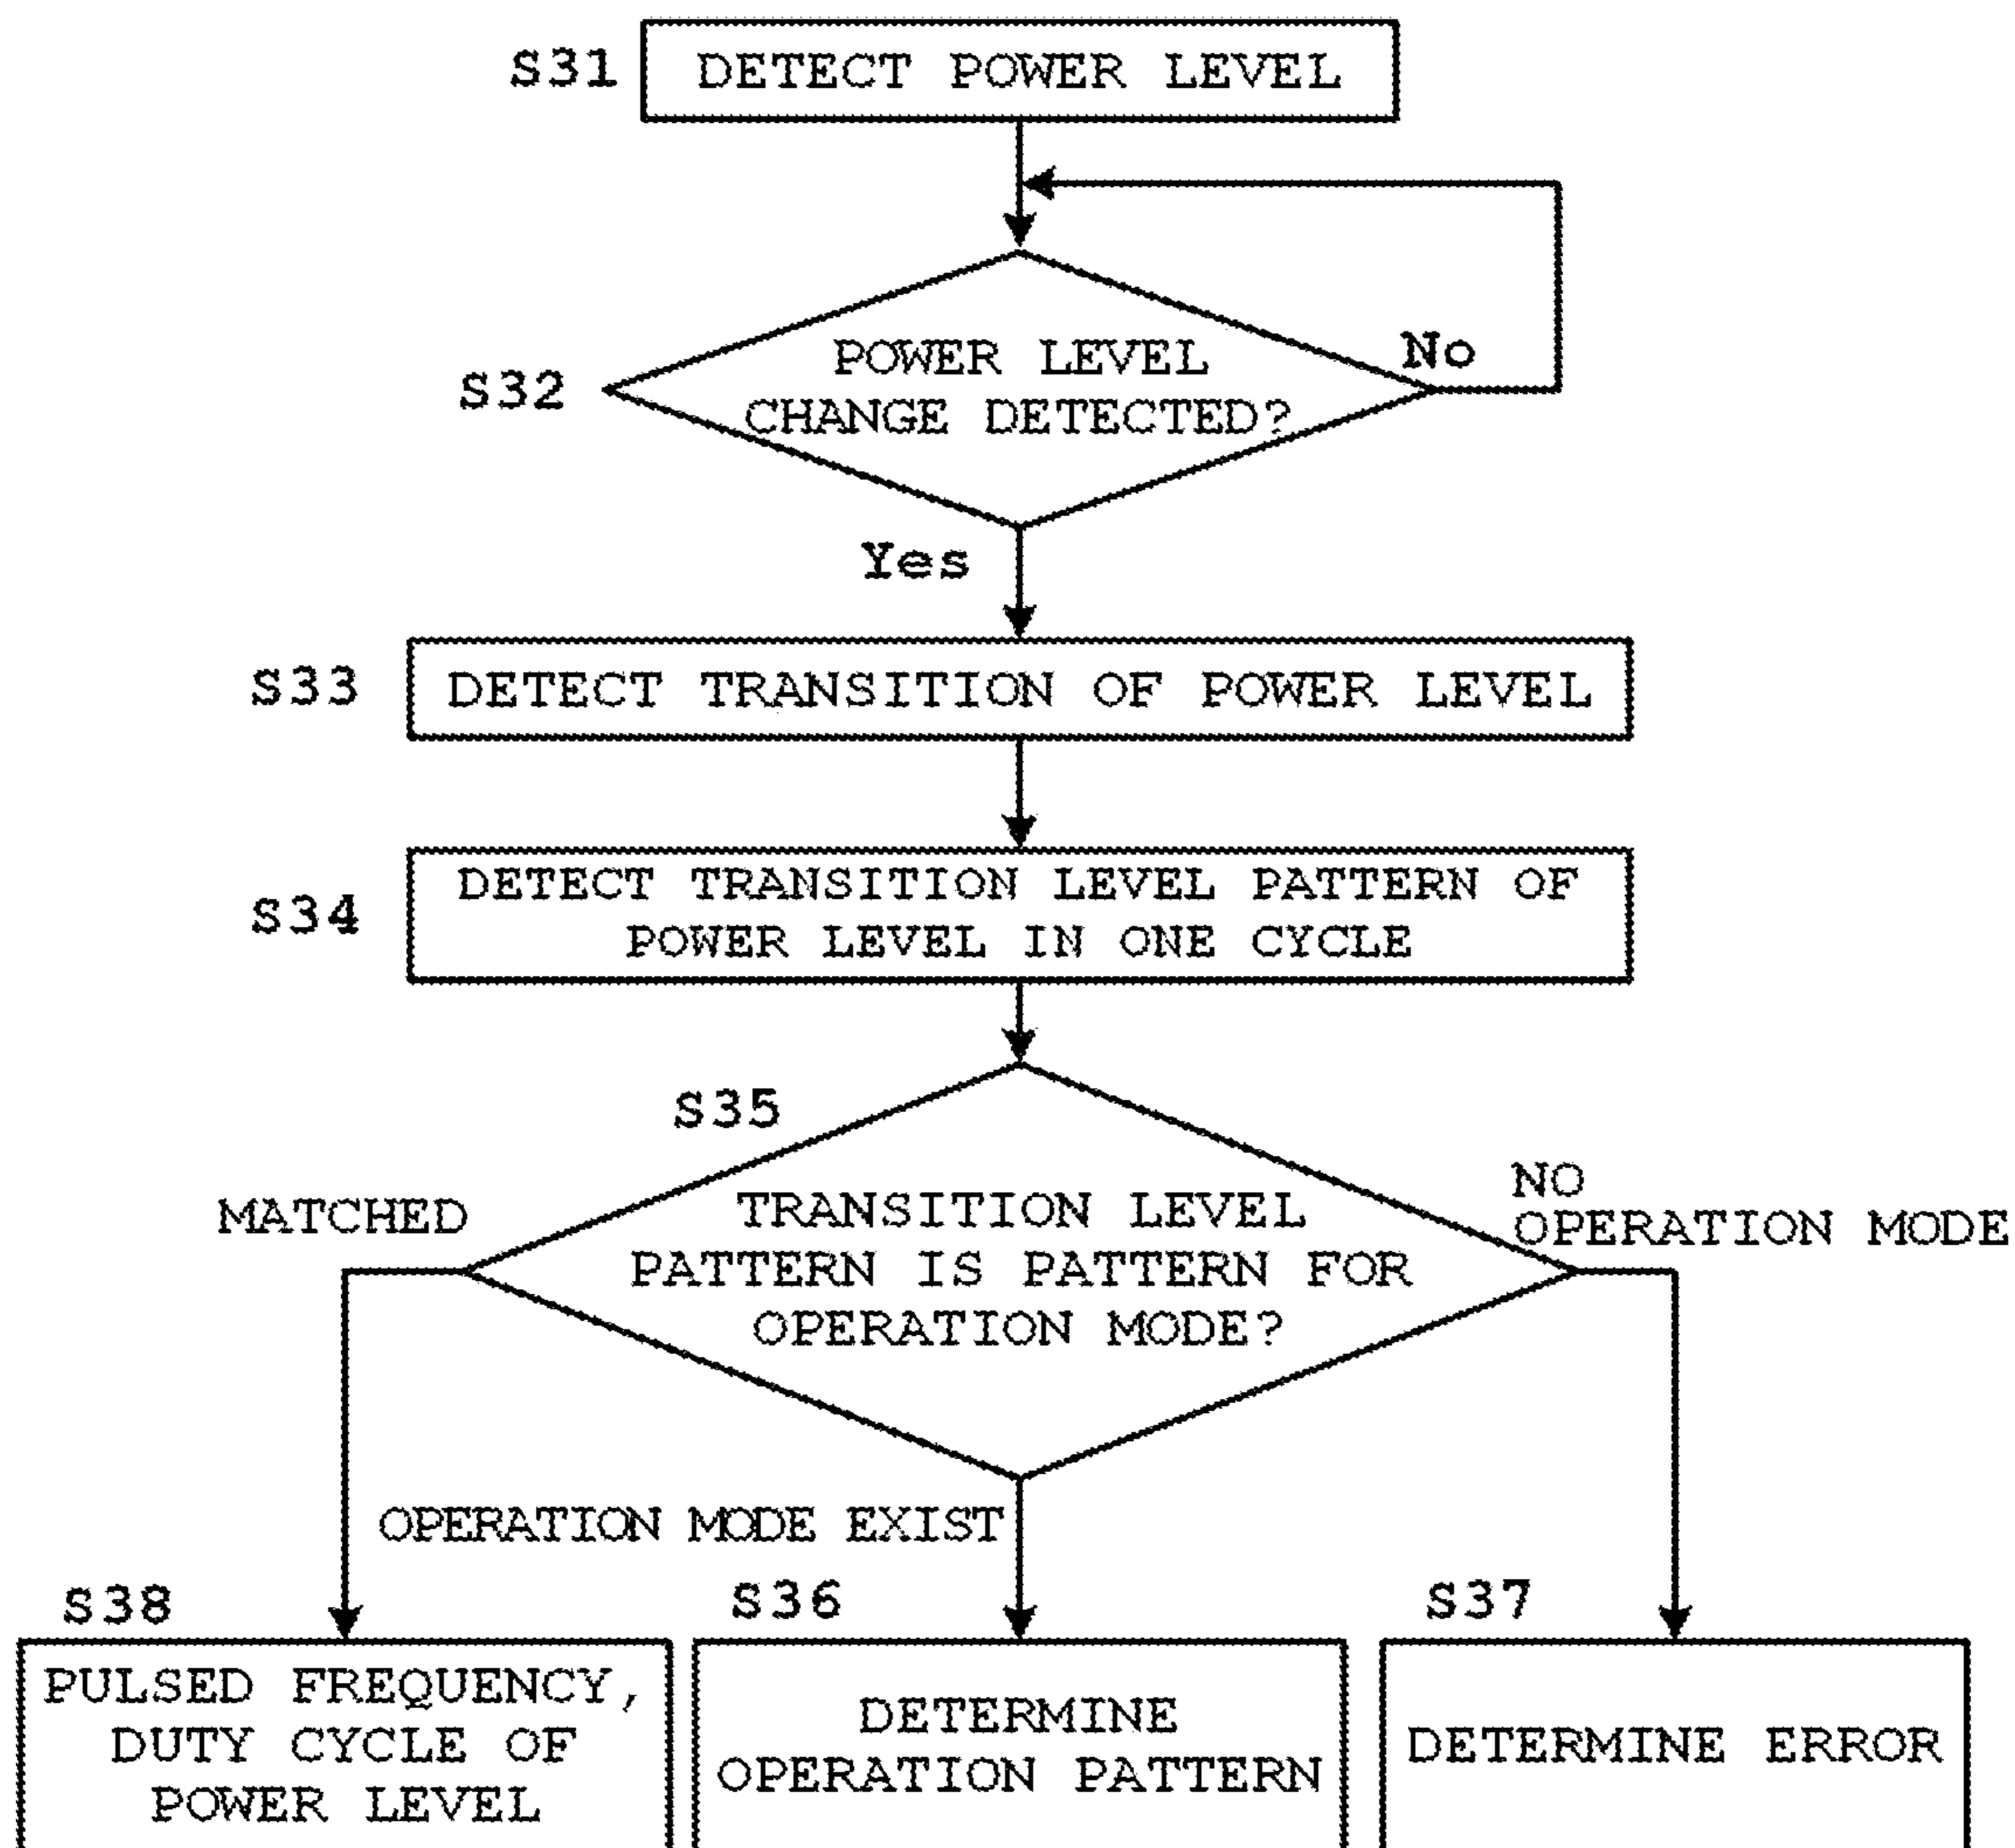 S31
DETECT POWER LEVEL
S32
POWER LEVEL
CHANGE DETECTED?
No
Yes
S33
DETECT TRANSITION OF POWER LEVEL
S34
DETECT TRANSITION LEVEL PATTERN OF
POWER LEVEL IN ONE CYCLE
S35
MATCHED
TRANSITION LEVEL
PATTERN IS PATTERN FOR
OPERATION MODE?
NO
OPERATION MODE
OPERATION MODE EXIST
S38
PULSED FREQUENCY,
DUTY CYCLE OF
POWER LEVEL
S36
DETERMINE
OPERATION PATTERN
S37
DETERMINE ERROR